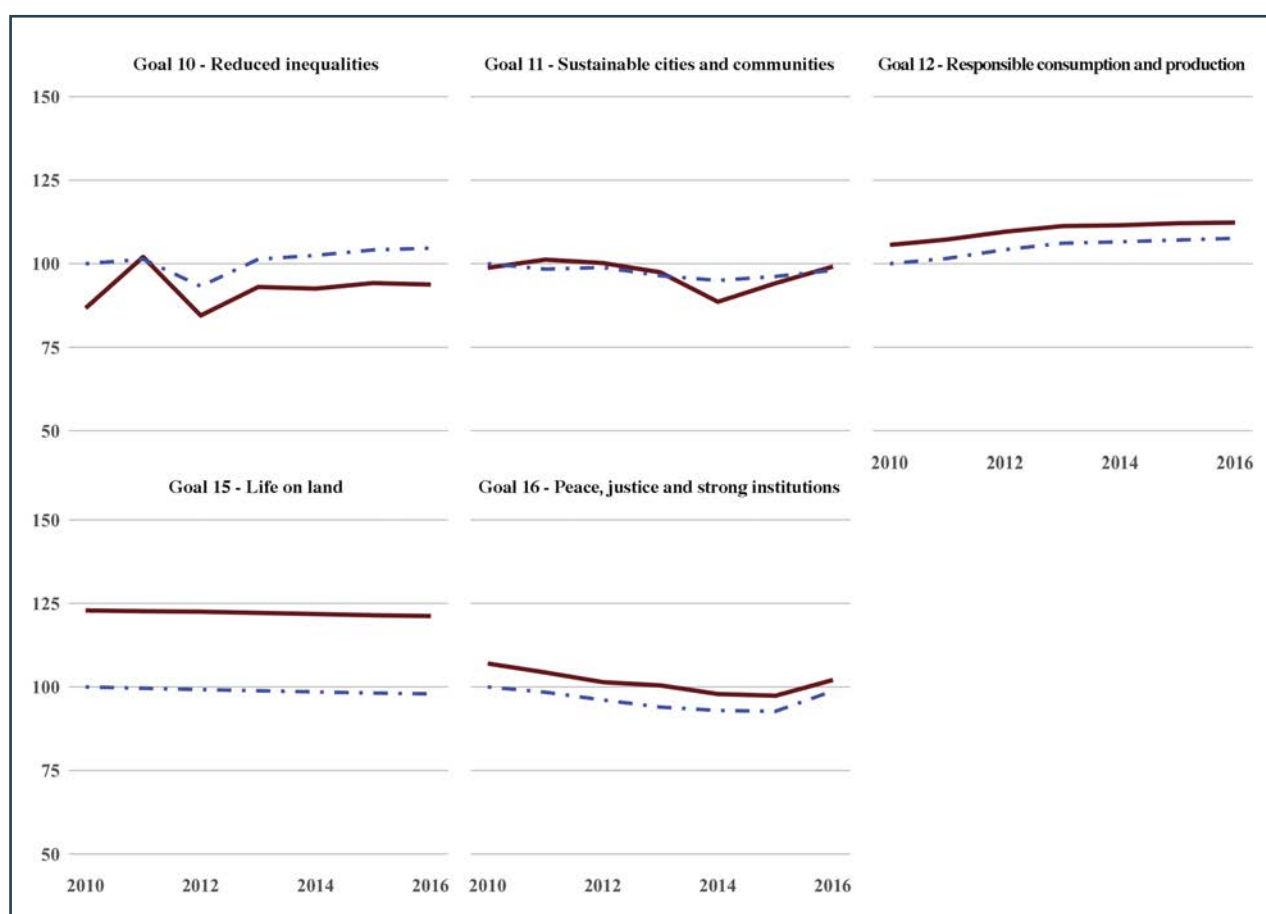 Goal 10 - Reduced inequalities
Goal 11 - Sustainable cities and communities
Goal 12 - Responsible consumption and production
150
125
100
75
50
2010 2012 2014 2016
Goal 15 - Life on land
Goal 16 - Peace, justice and strong institutions
150
125
100
75
50
2010 2012 2014 2016
2010 2012 2014 2016